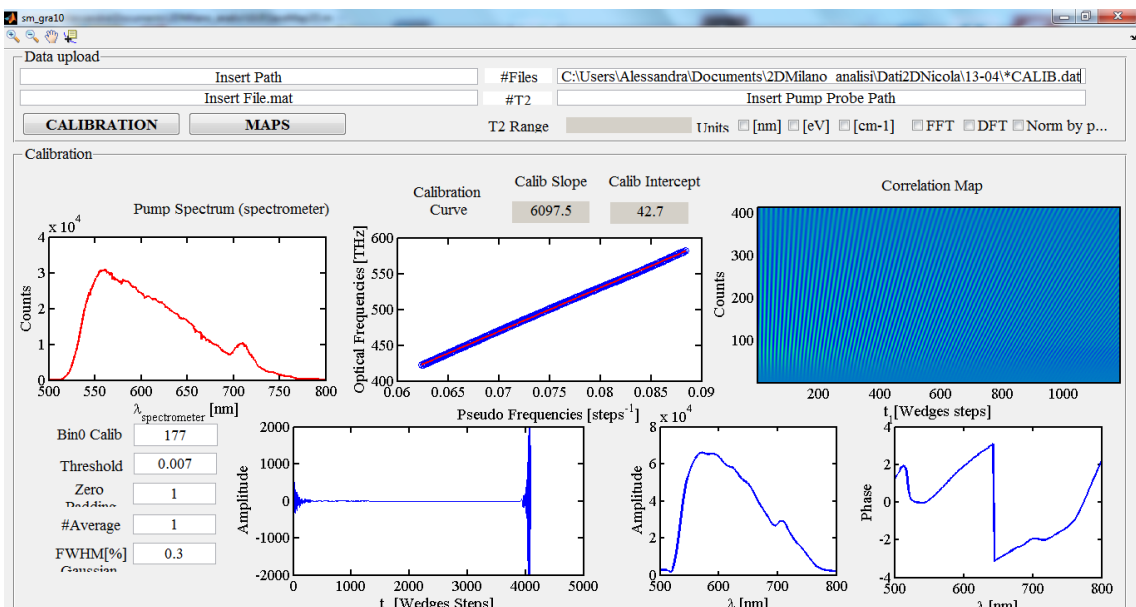 sm_gra10
Data upload
Insert Path
#Files
C:\Users\Alessandra\Documents\2DMilano_analisi\Dati2DNicola\13-04\*CALIB.dat
Insert File.mat
#T2
Insert Pump Probe Path
CALIBRATION
MAPS
T2 Range
Units
[nm]
[eV]
[cm-1]
FFT
DFT
Norm by p...
Calibration
Pump Spectrum (spectrometer)
x 10^4
4
3
2
1
0
Counts
500 550 600 650 700 750 800
λ_spectrometer [nm]
Calibration
Curve
Calib Slope
6097.5
Calib Intercept
42.7
600
550
500
450
400
Optical Frequencies [THz]
0.06 0.065 0.07 0.075 0.08 0.085 0.09
Pseudo Frequencies [steps^-1]
Correlation Map
400
300
200
100
Counts
200 400 600 800 1000
t_1 [Wedges steps]
Bin0 Calib
177
Threshold
0.007
Zero
Padding
1
#Average
1
FWHM[%]
Gaussian
0.3
2000
1000
0
-1000
-2000
Amplitude
0 1000 2000 3000 4000 5000
t [Wedges Steps]
x 10^4
8
6
4
2
0
Amplitude
500 600 700 800
λ [nm]
4
2
0
-2
-4
Phase
500 600 700 800
λ [nm]